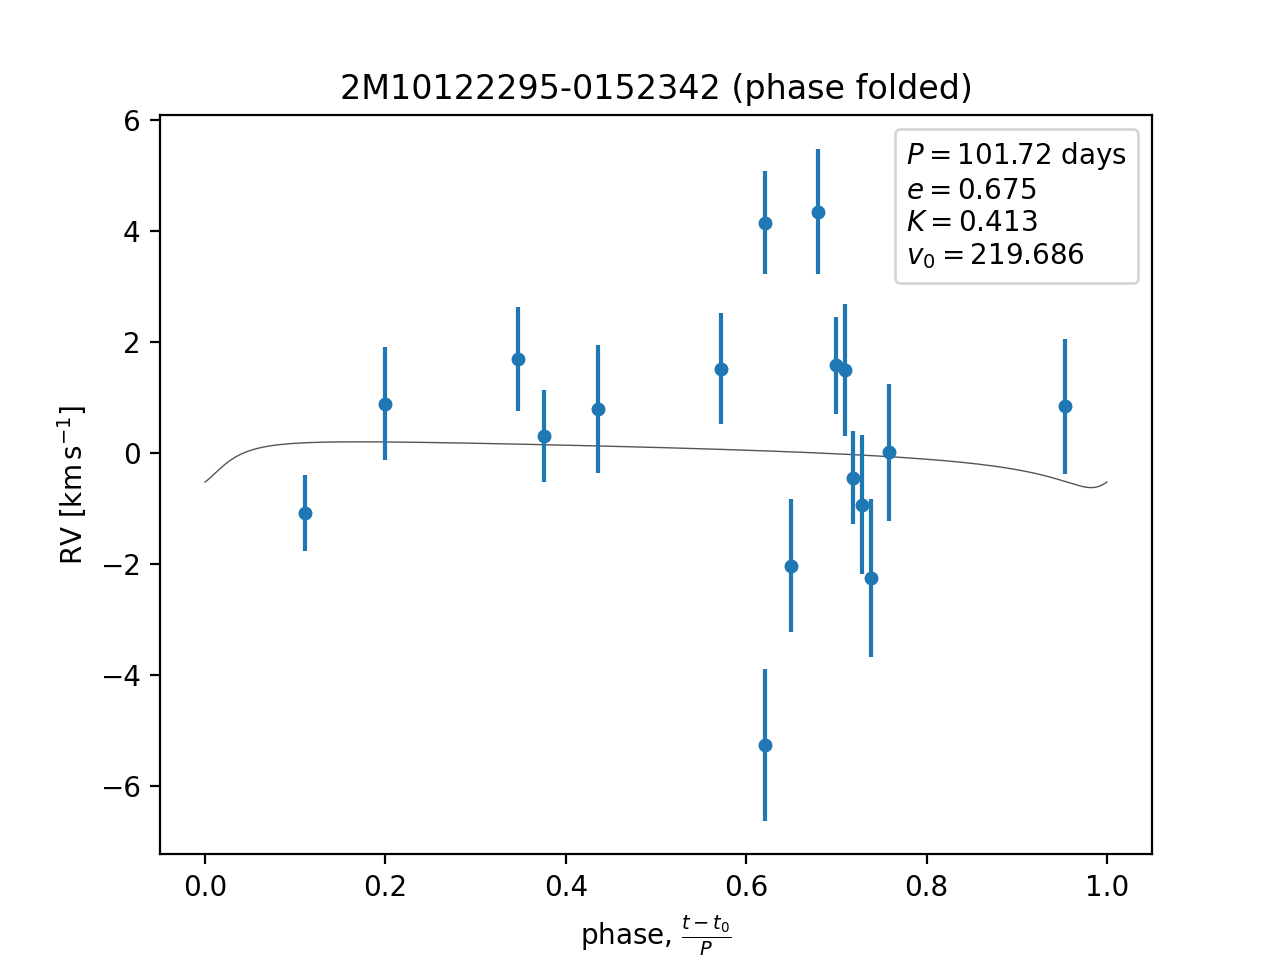 2M10122295-0152342 (phase folded)
P = 101.72 days
e = 0.675
K = 0.413
v₀ = 219.686
RV [km s⁻¹]
6
4
2
0
−2
−4
−6
0.0 0.2 0.4 0.6 0.8 1.0
phase, (t − t₀)/P